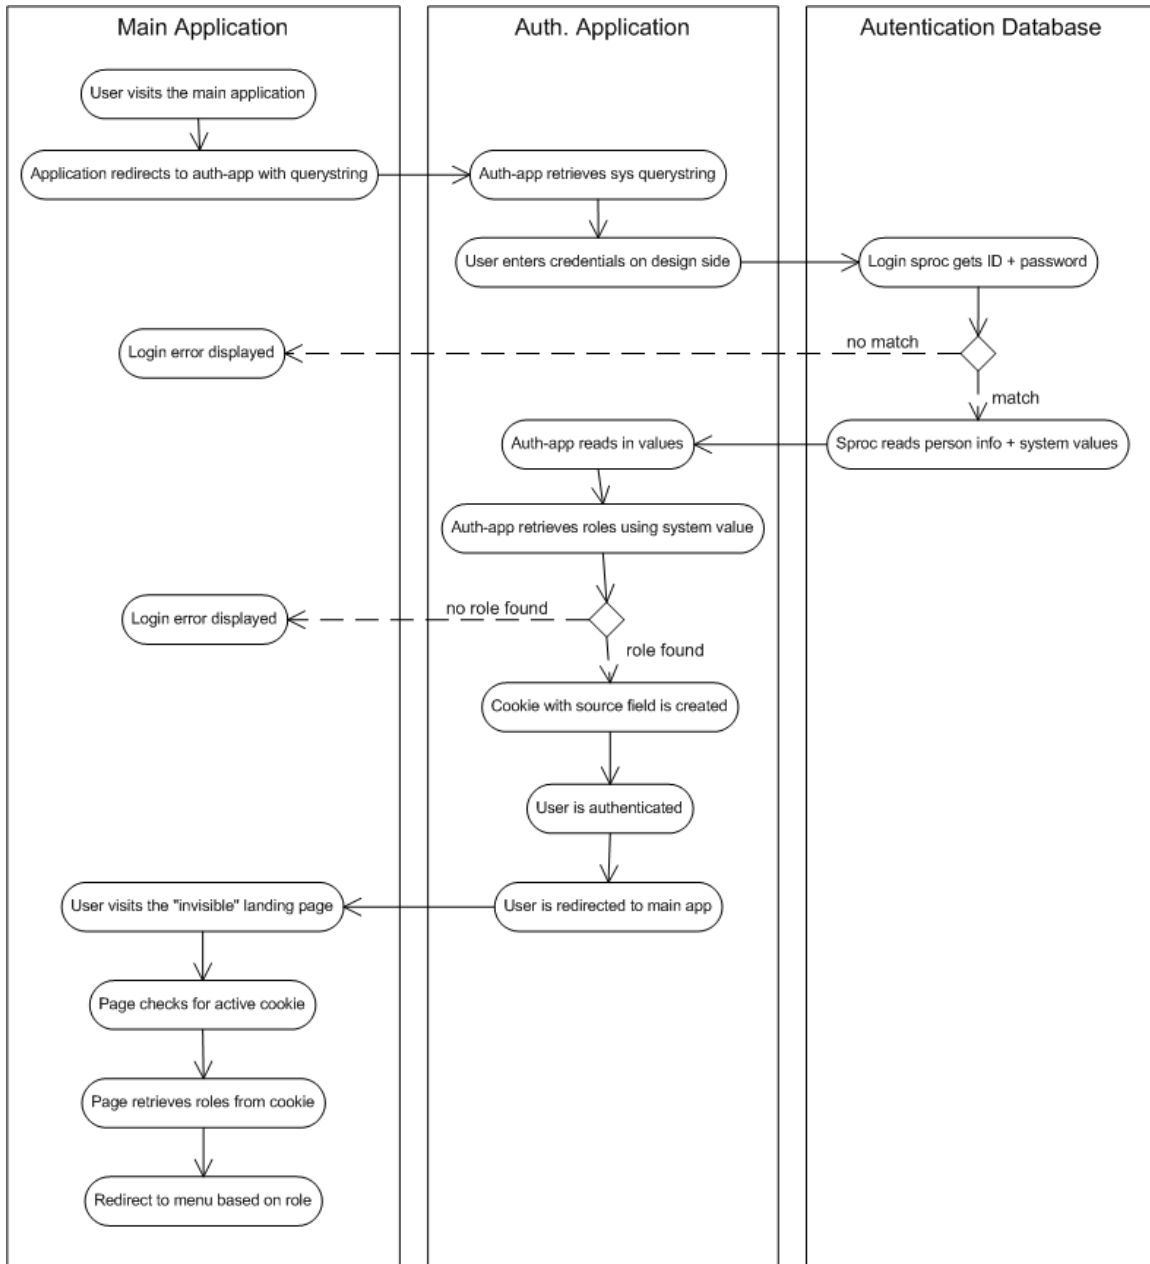 Main Application
Auth. Application
Autentication Database
User visits the main application
Application redirects to auth-app with querystring
Auth-app retrieves sys querystring
User enters credentials on design side
Login sproc gets ID + password
Login error displayed
no match
match
Auth-app reads in values
Sproc reads person info + system values
Auth-app retrieves roles using system value
Login error displayed
no role found
role found
Cookie with source field is created
User is authenticated
User visits the "invisible" landing page
User is redirected to main app
Page checks for active cookie
Page retrieves roles from cookie
Redirect to menu based on role